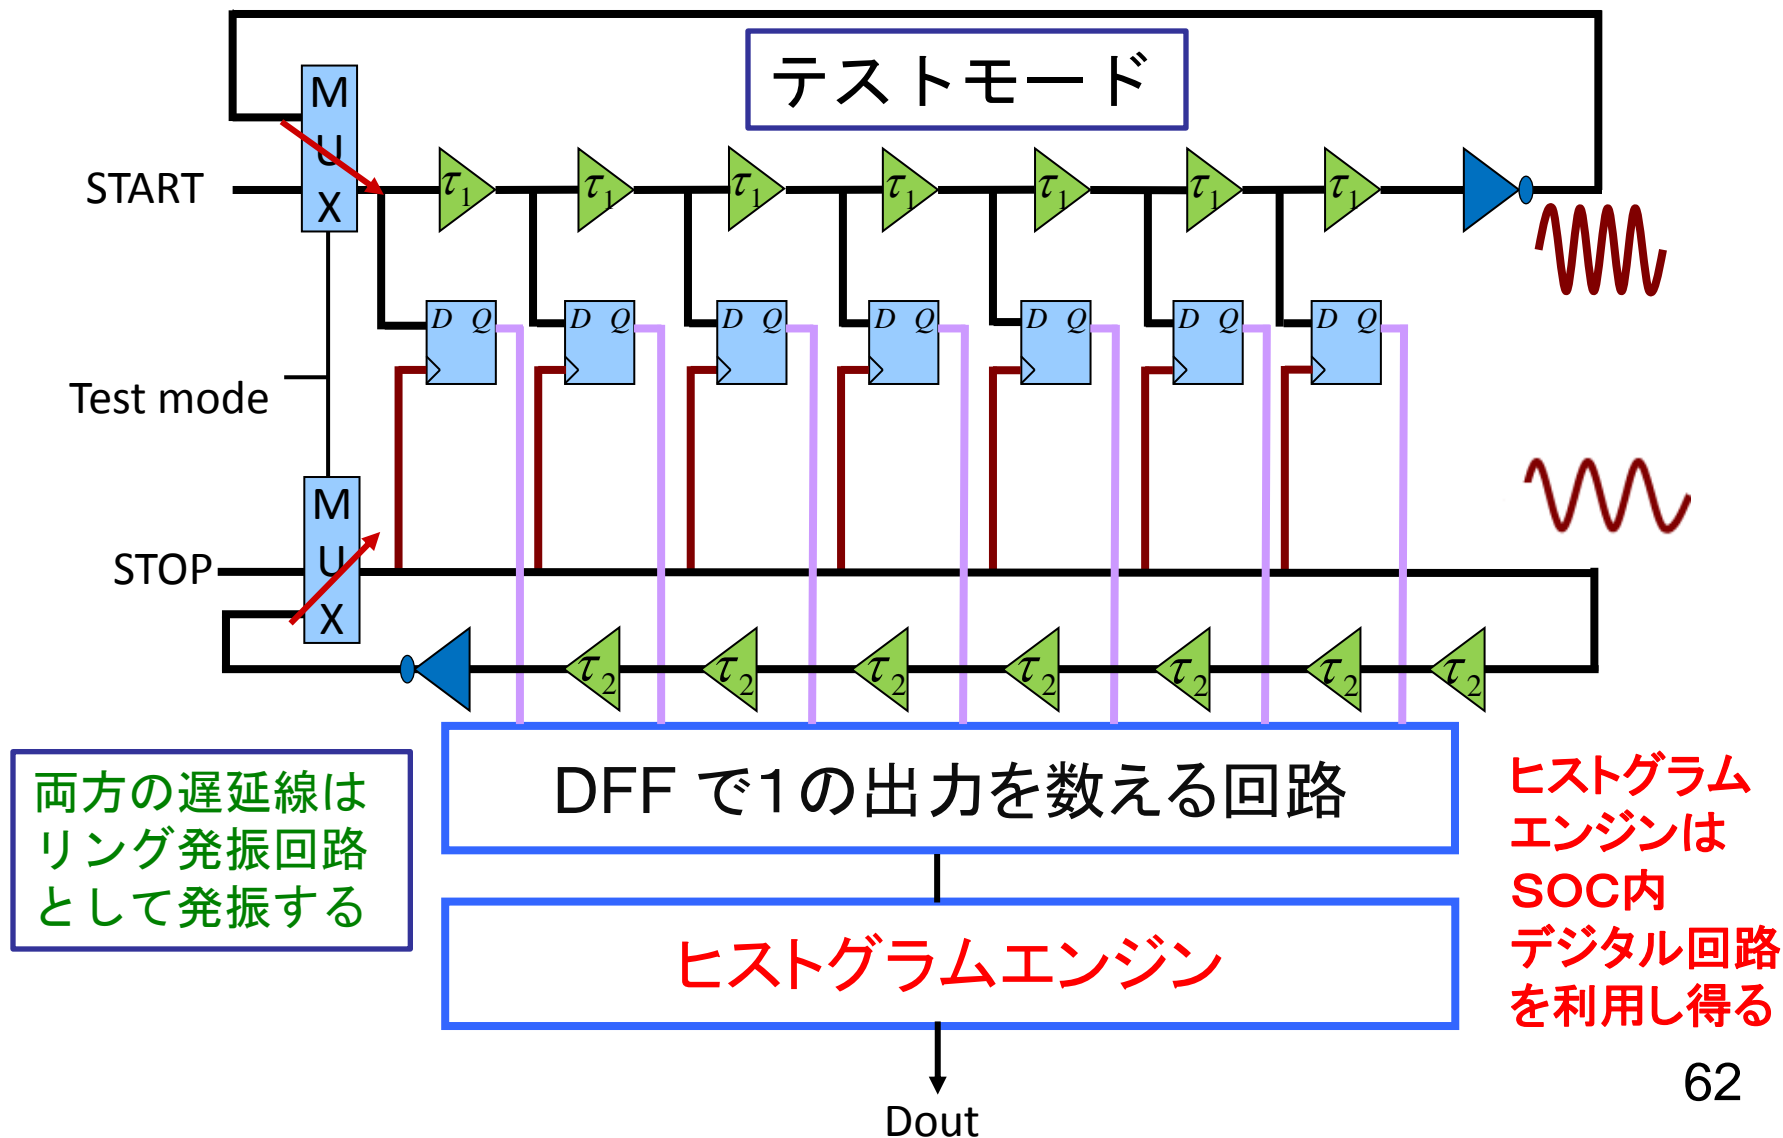 テストモード
M
U
X
START
τ1 τ1 τ1 τ1 τ1 τ1 τ1
D Q D Q D Q D Q D Q D Q D Q
Test mode
M
U
X
STOP
τ2 τ2 τ2 τ2 τ2 τ2 τ2
両方の遅延線は
リング発振回路
として発振する
DFF で1の出力を数える回路
ヒストグラムエンジン
ヒストグラム
エンジンは
SOC内
デジタル回路
を利用し得る
Dout
62